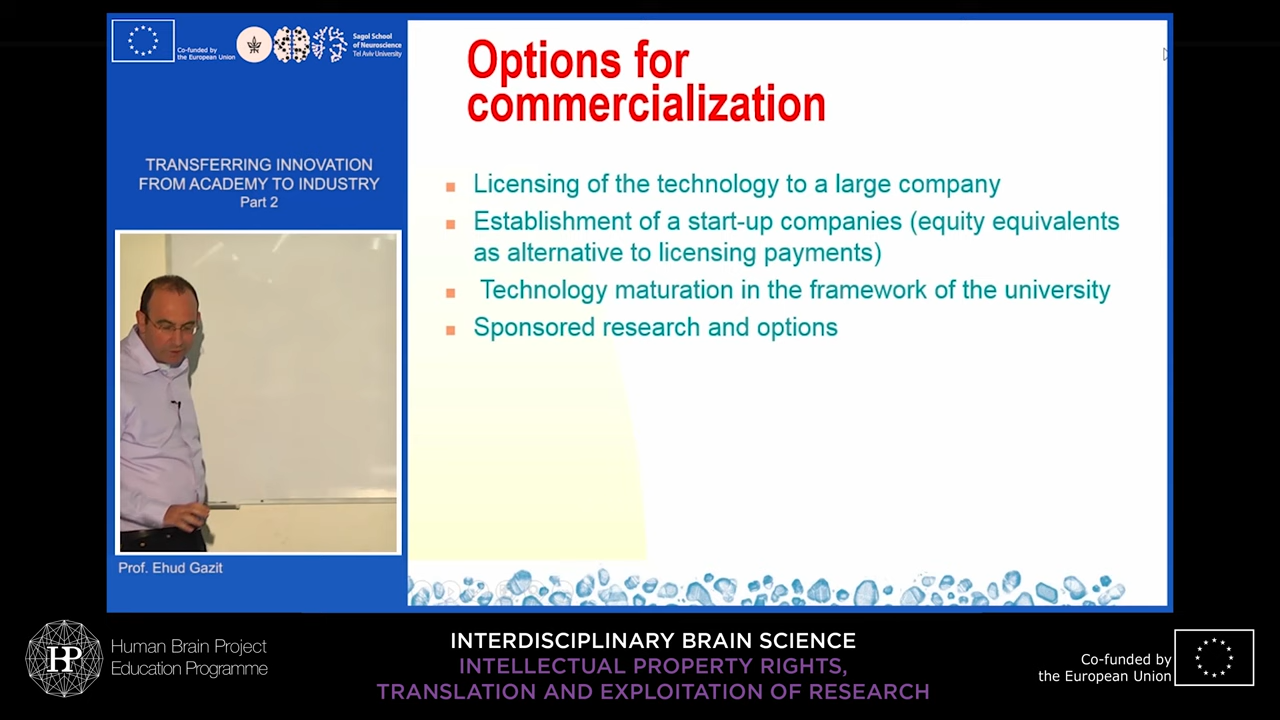 Co-funded by
the European Union
Sagol School
of Neuroscience
Tel Aviv University
TRANSFERRING INNOVATION
FROM ACADEMY TO INDUSTRY
Part 2
Prof. Ehud Gazit
Options for
commercialization
Licensing of the technology to a large company
Establishment of a start-up companies (equity equivalents
as alternative to licensing payments)
Technology maturation in the framework of the university
Sponsored research and options
HP
Human Brain Project
Education Programme
INTERDISCIPLINARY BRAIN SCIENCE
INTELLECTUAL PROPERTY RIGHTS,
TRANSLATION AND EXPLOITATION OF RESEARCH
Co-funded by
the European Union